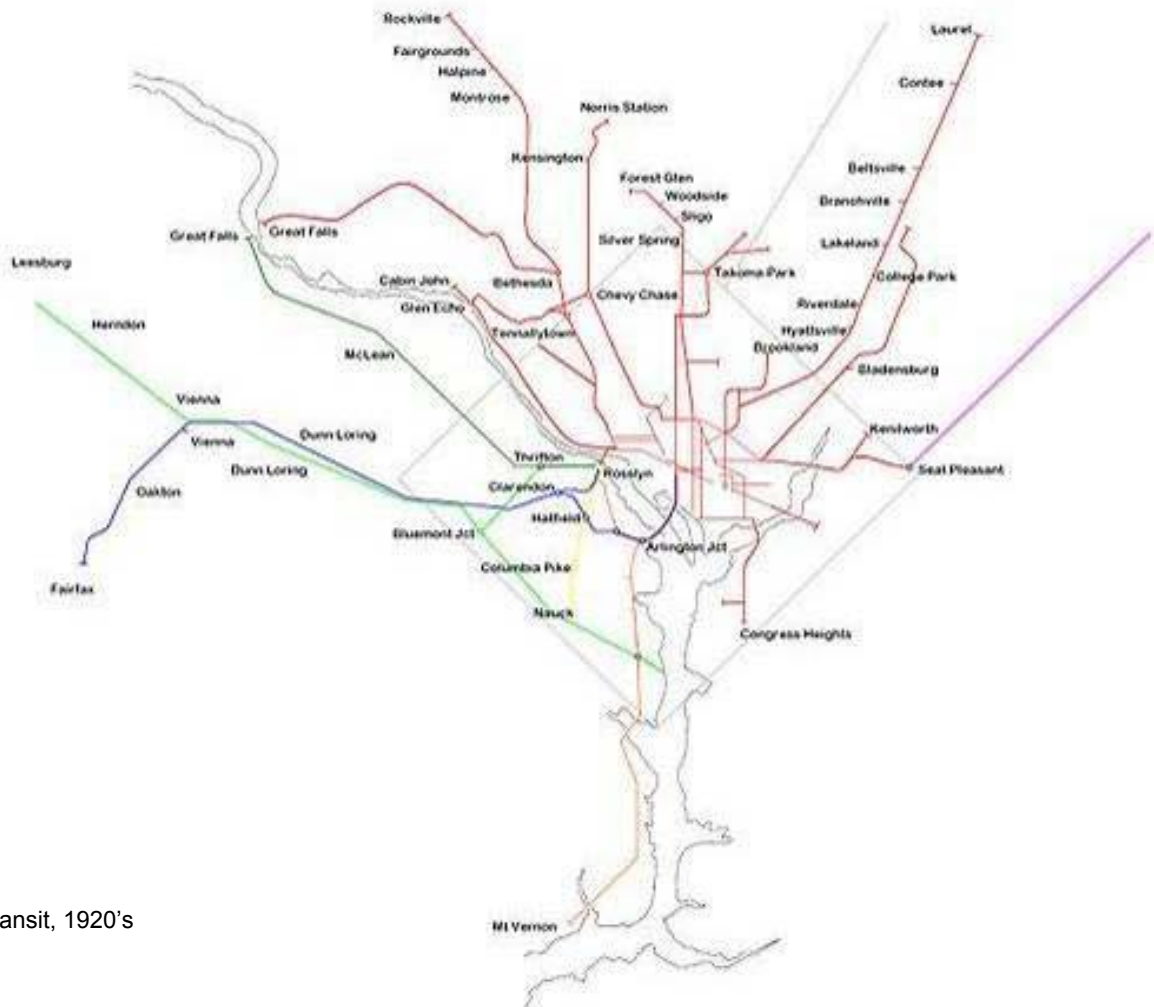 Rockville
Laurel
Fairgrounds
Halpine
Contee
Montrose
Norris Station
Kensington
Beltsville
Forest Glen
Woodside
Branchville
Sligo
Great Falls
Great Falls
Silver Spring
Lakeland
Leesburg
Takoma Park
College Park
Cabin John
Bethesda
Chevy Chase
Glen Echo
Riverdale
Herndon
Tennallytown
Hyattsville
McLean
Brookland
Bladensburg
Vienna
Kenilworth
Vienna
Dunn Loring
Thrifton
Dunn Loring
Rosslyn
Seat Pleasant
Oakton
Clarendon
Hatfield
Bluemont Jct
Arlington Jct
Columbia Pike
Fairfax
Nauck
Congress Heights
ansit, 1920's
Mt Vernon